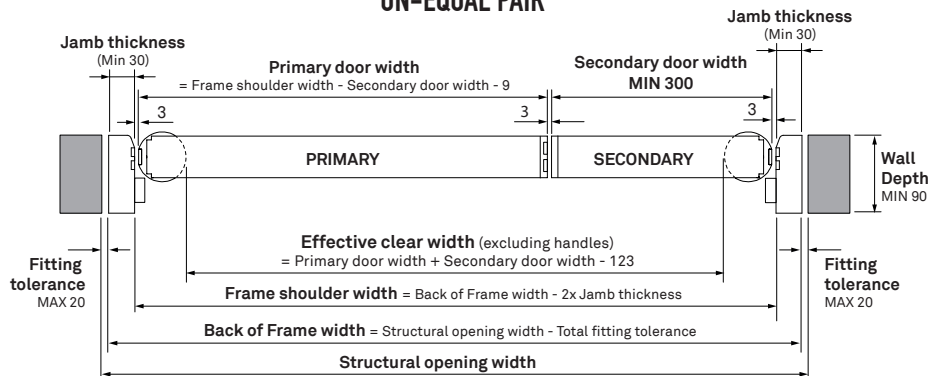 UN-EQUAL PAIR
Jamb thickness
(Min 30)
Jamb thickness
(Min 30)
Primary door width
= Frame shoulder width - Secondary door width - 9
Secondary door width
MIN 300
3
3
3
PRIMARY
SECONDARY
Wall
Depth
MIN 90
Effective clear width (excluding handles)
= Primary door width + Secondary door width - 123
Fitting
tolerance
MAX 20
Fitting
tolerance
MAX 20
Frame shoulder width = Back of Frame width - 2x Jamb thickness
Back of Frame width = Structural opening width - Total fitting tolerance
Structural opening width